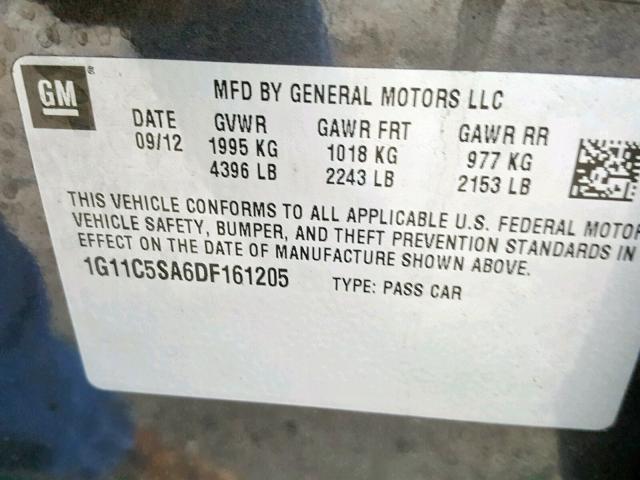 GM ®
MFD BY GENERAL MOTORS LLC
DATE GVWR GAWR FRT GAWR RR
09/12 1995 KG 1018 KG 977 KG
4396 LB 2243 LB 2153 LB
THIS VEHICLE CONFORMS TO ALL APPLICABLE U.S. FEDERAL MOTOR
VEHICLE SAFETY, BUMPER, AND THEFT PREVENTION STANDARDS IN
EFFECT ON THE DATE OF MANUFACTURE SHOWN ABOVE.
1G11C5SA6DF161205 TYPE: PASS CAR